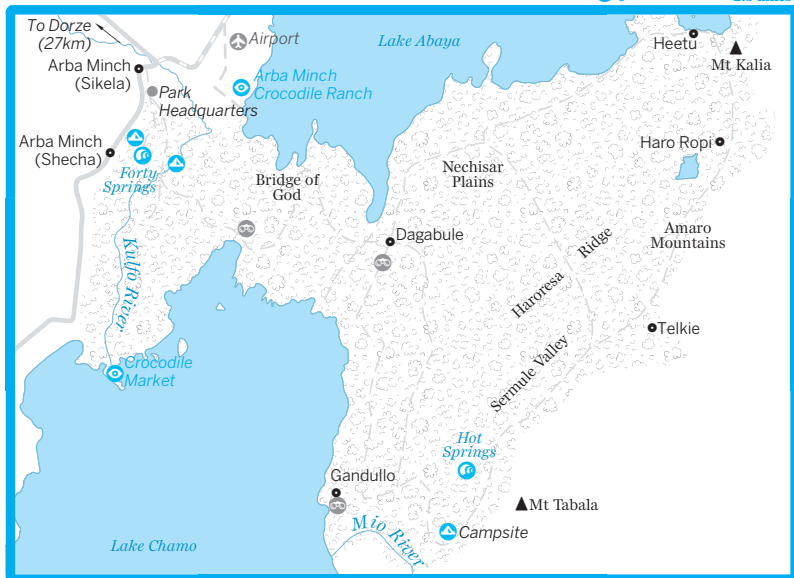 To Dorze
(27km)
Airport
Lake Abaya
Heetu
Mt Kalia
Arba Minch
(Sikela)
Arba Minch
Crocodile Ranch
Park
Headquarters
Arba Minch
(Shecha)
Haro Ropi
Forty
Springs
Bridge of
God
Nechisar
Plains
Amaro
Mountains
Dagabule
Kulfo River
Haroresa Ridge
Telkie
Crocodile
Market
Sermule Valley
Hot
Springs
Gandullo
Mt Tabala
Mio River
Campsite
Lake Chamo